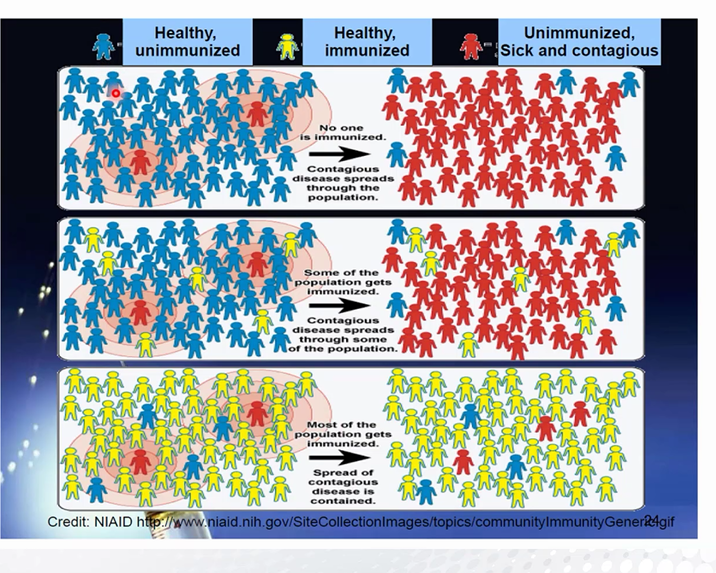 Healthy,
unimmunized
Healthy,
immunized
Unimmunized,
Sick and contagious
No one
is immunized.
Contagious
disease spreads
through the
population.
Some of the
population gets
immunized.
Contagious
disease spreads
through some
of the population.
Most of the
population gets
immunized.
Spread of
contagious
disease is
contained.
Credit: NIAID http://www.niaid.nih.gov/SiteCollectionImages/topics/communityImmunityGeneric.gif
24